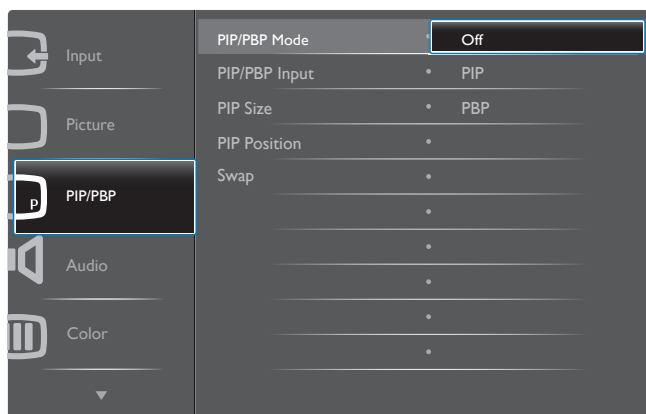 Input
Picture
p
PIP/PBP
Audio
Color
PIP/PBP Mode
• Off
PIP/PBP Input
• PIP
PIP Size
• PBP
PIP Position
•
Swap
•
•
•
•
•
•